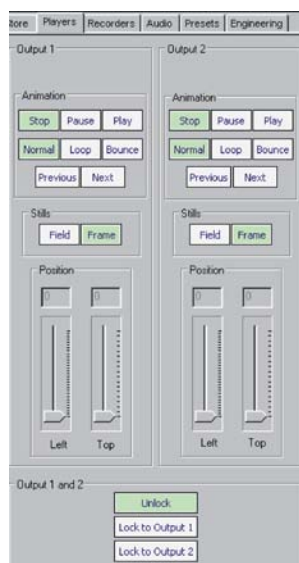 tore Players Recorders Audio Presets Engineering
Output 1
Animation
Stop Pause Play
Normal Loop Bounce
Previous Next
Stills
Field Frame
Position
0 0
Left Top
Output 2
Animation
Stop Pause Play
Normal Loop Bounce
Previous Next
Stills
Field Frame
Position
0 0
Left Top
Output 1 and 2
Unlock
Lock to Output 1
Lock to Output 2